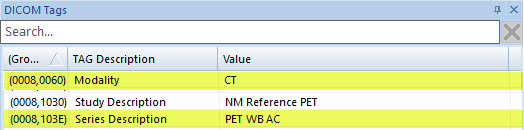 DICOM Tags
Search...
(Gro... TAG Description Value
(0008,0060) Modality CT
(0008,1030) Study Description NM Reference PET
(0008,103E) Series Description PET WB AC